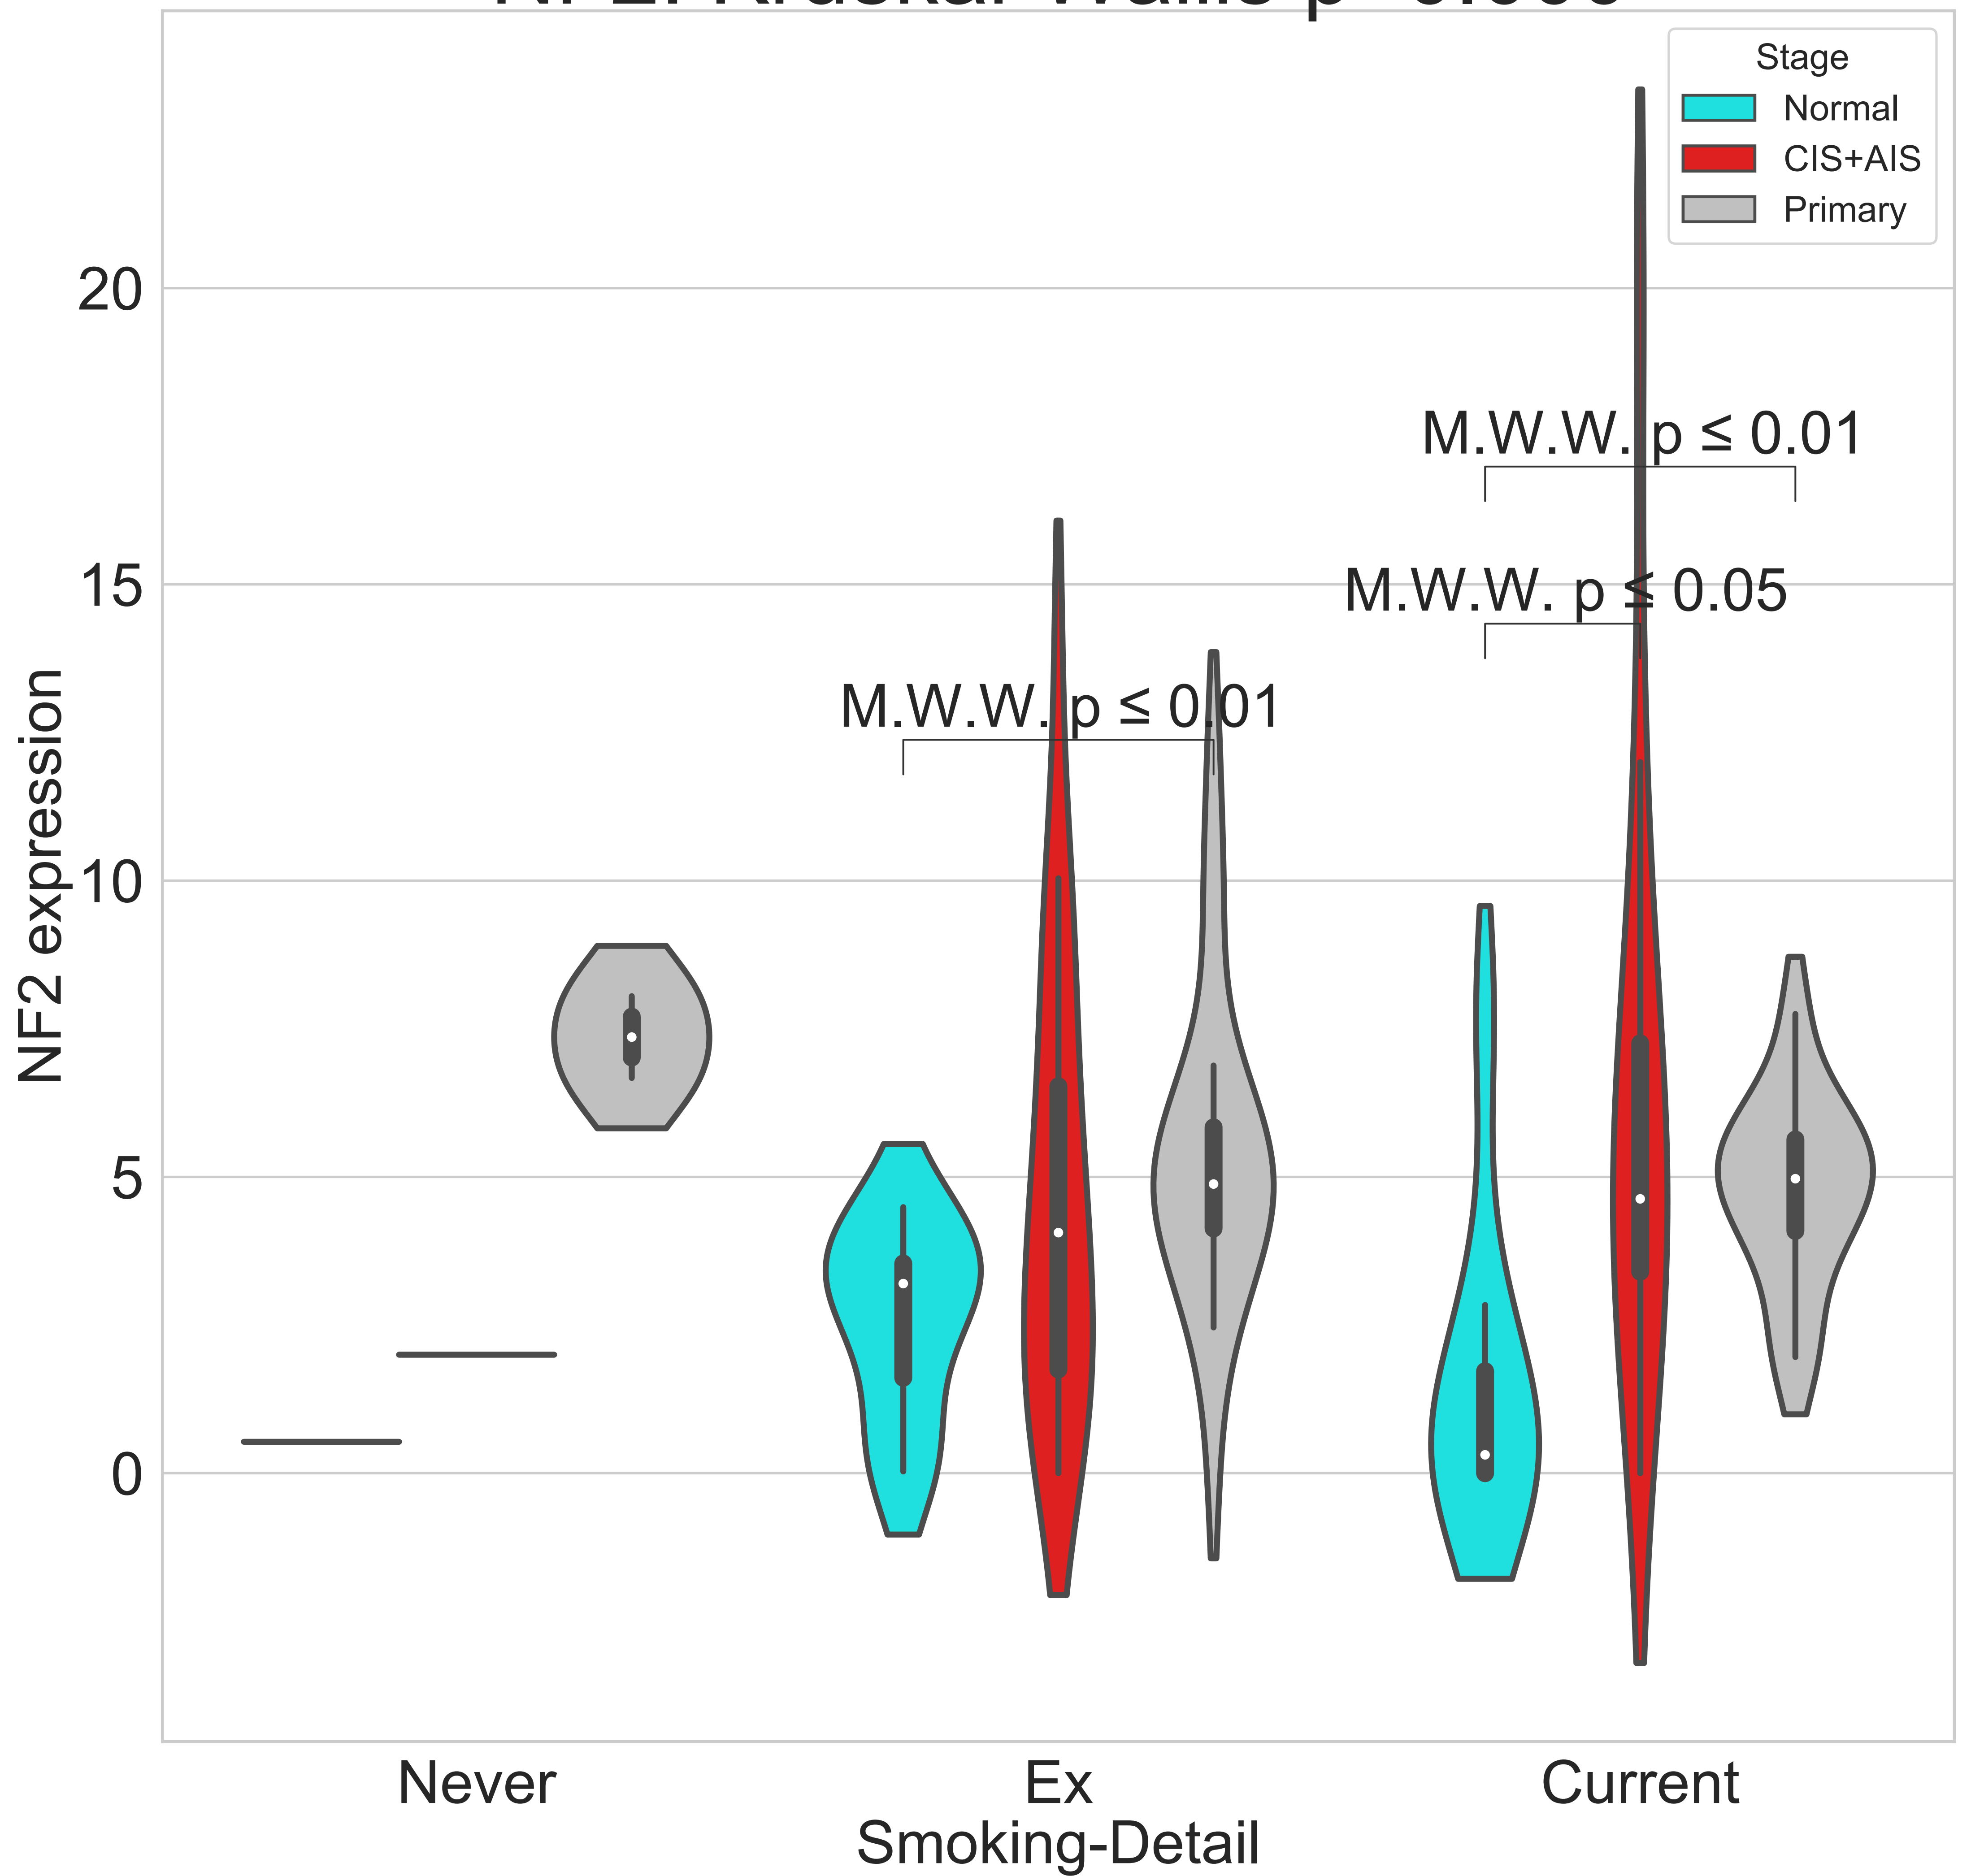 Stage
Normal
CIS+AIS
Primary
20
15
10
5
0
NF2 expression
M.W.W. p ≤ 0.01
M.W.W. p ≤ 0.05
M.W.W. p ≤ 0.01
Never
Ex
Current
Smoking-Detail